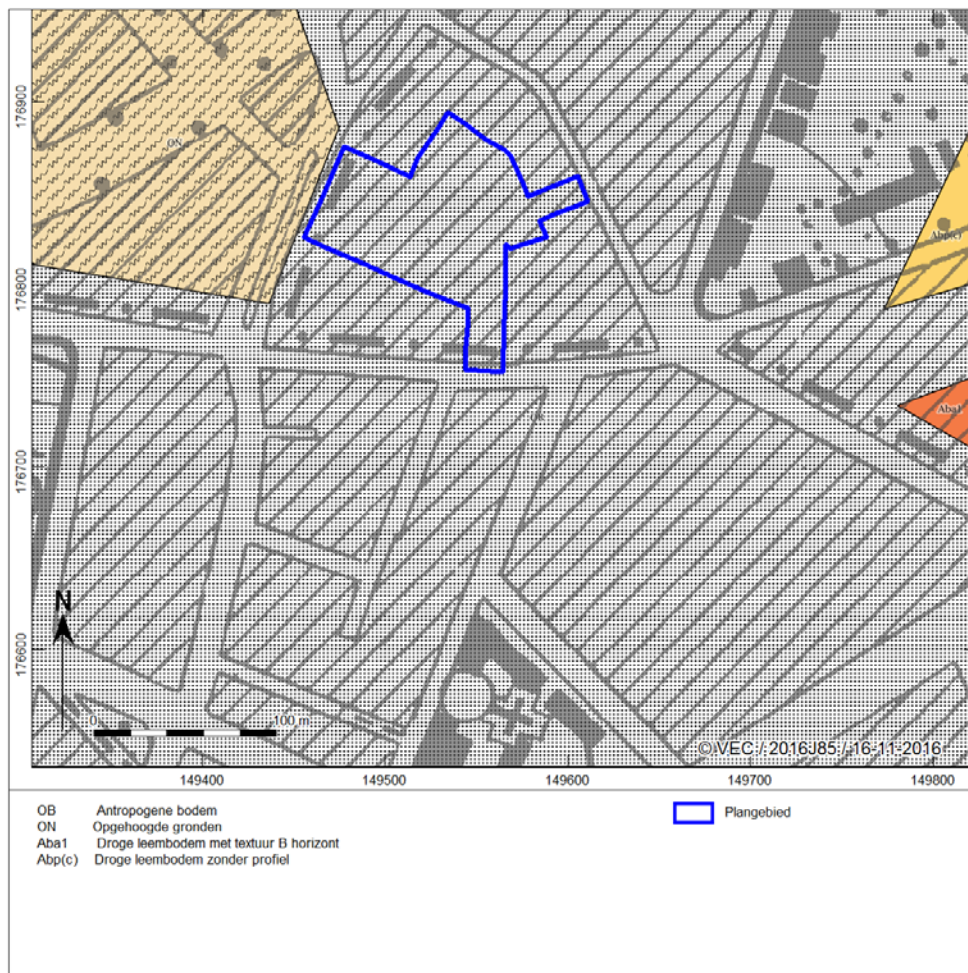 176900
176800
176700
176600
ON
Abp(c)
OB
Aba1
N
0 100 m
© VEC / 2016J85 / 16-11-2016
149400 149500 149600 149700 149800
OB Antropogene bodem
ON Opgehoogde gronden
Aba1 Droge leembodem met textuur B horizont
Abp(c) Droge leembodem zonder profiel
Plangebied